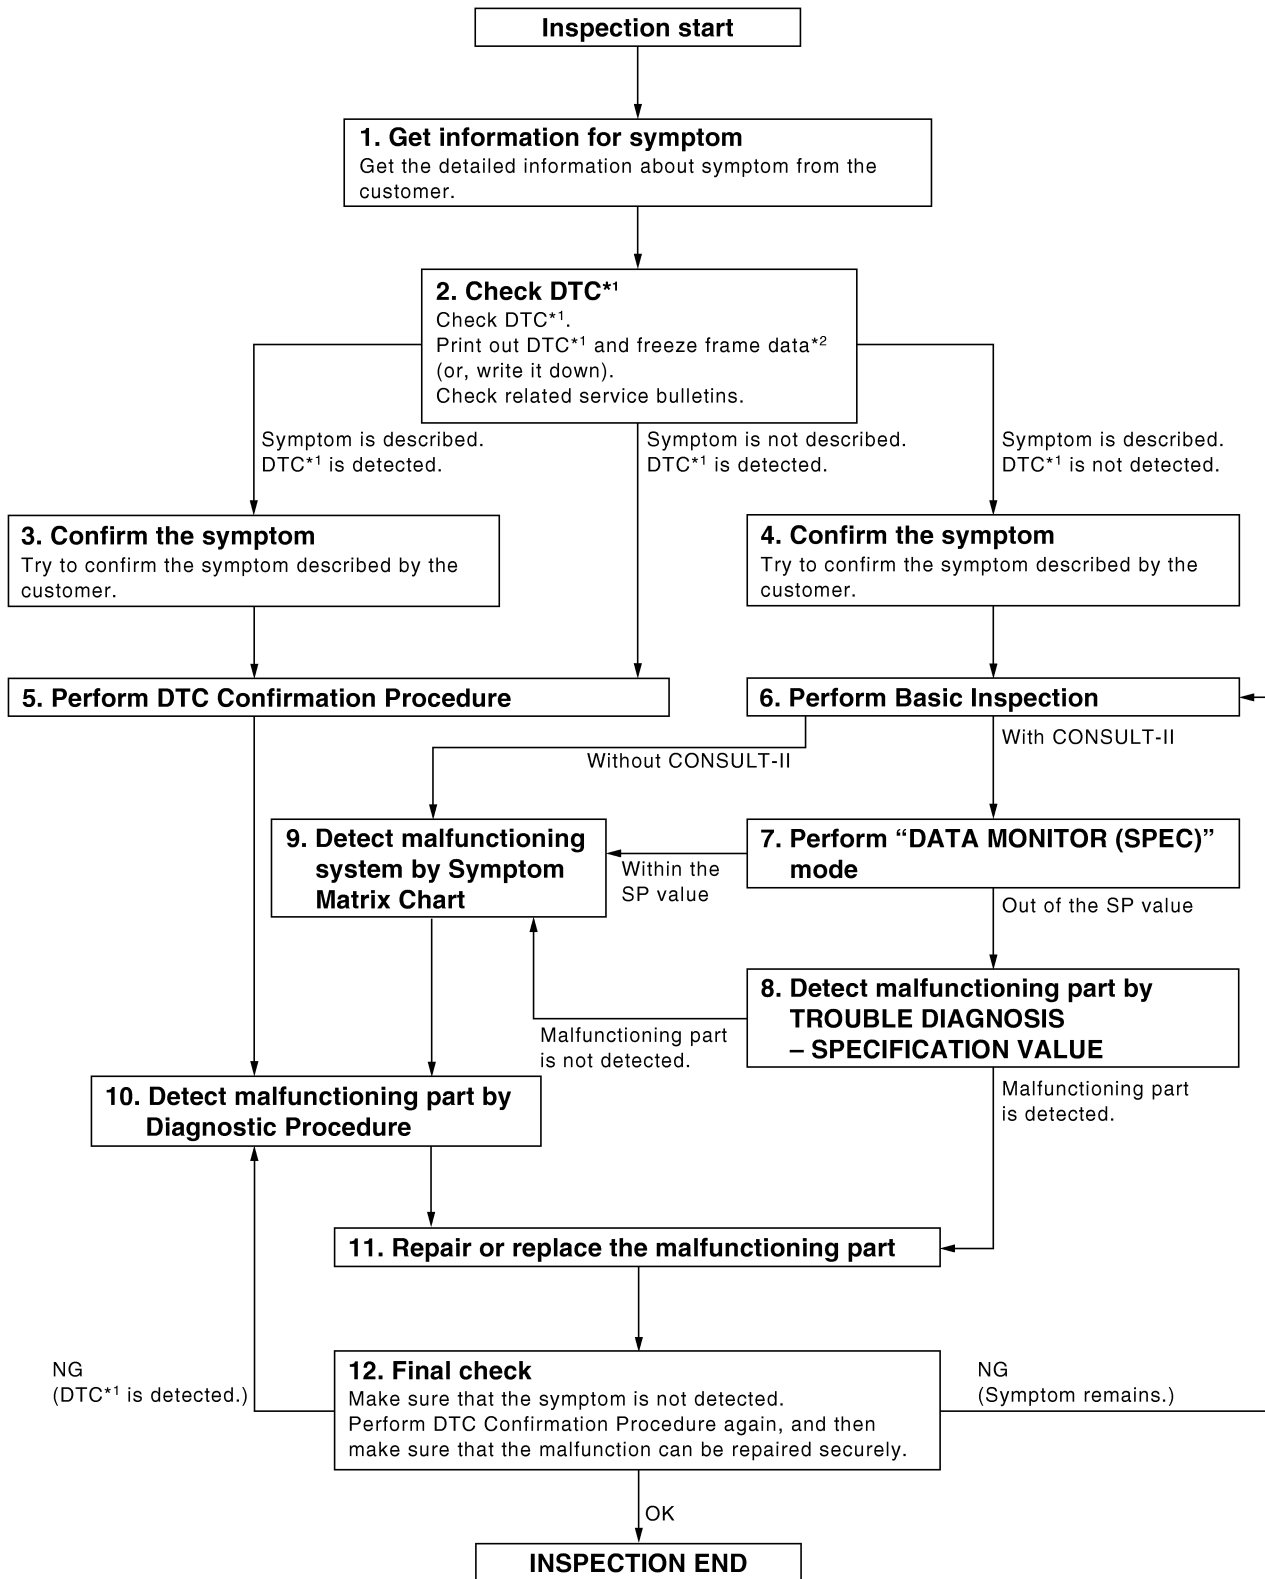 Inspection start
1. Get information for symptom
Get the detailed information about symptom from the
customer.
2. Check DTC*1
Check DTC*1.
Print out DTC*1 and freeze frame data*2
(or, write it down).
Check related service bulletins.
Symptom is described.
DTC*1 is detected.
Symptom is not described.
DTC*1 is detected.
Symptom is described.
DTC*1 is not detected.
3. Confirm the symptom
Try to confirm the symptom described by the
customer.
4. Confirm the symptom
Try to confirm the symptom described by the
customer.
5. Perform DTC Confirmation Procedure
6. Perform Basic Inspection
Without CONSULT-II
With CONSULT-II
9. Detect malfunctioning
system by Symptom
Matrix Chart
Within the
SP value
7. Perform “DATA MONITOR (SPEC)”
mode
Out of the SP value
8. Detect malfunctioning part by
TROUBLE DIAGNOSIS
– SPECIFICATION VALUE
Malfunctioning part
is not detected.
Malfunctioning part
is detected.
10. Detect malfunctioning part by
Diagnostic Procedure
11. Repair or replace the malfunctioning part
NG
(DTC*1 is detected.)
12. Final check
Make sure that the symptom is not detected.
Perform DTC Confirmation Procedure again, and then
make sure that the malfunction can be repaired securely.
NG
(Symptom remains.)
OK
INSPECTION END